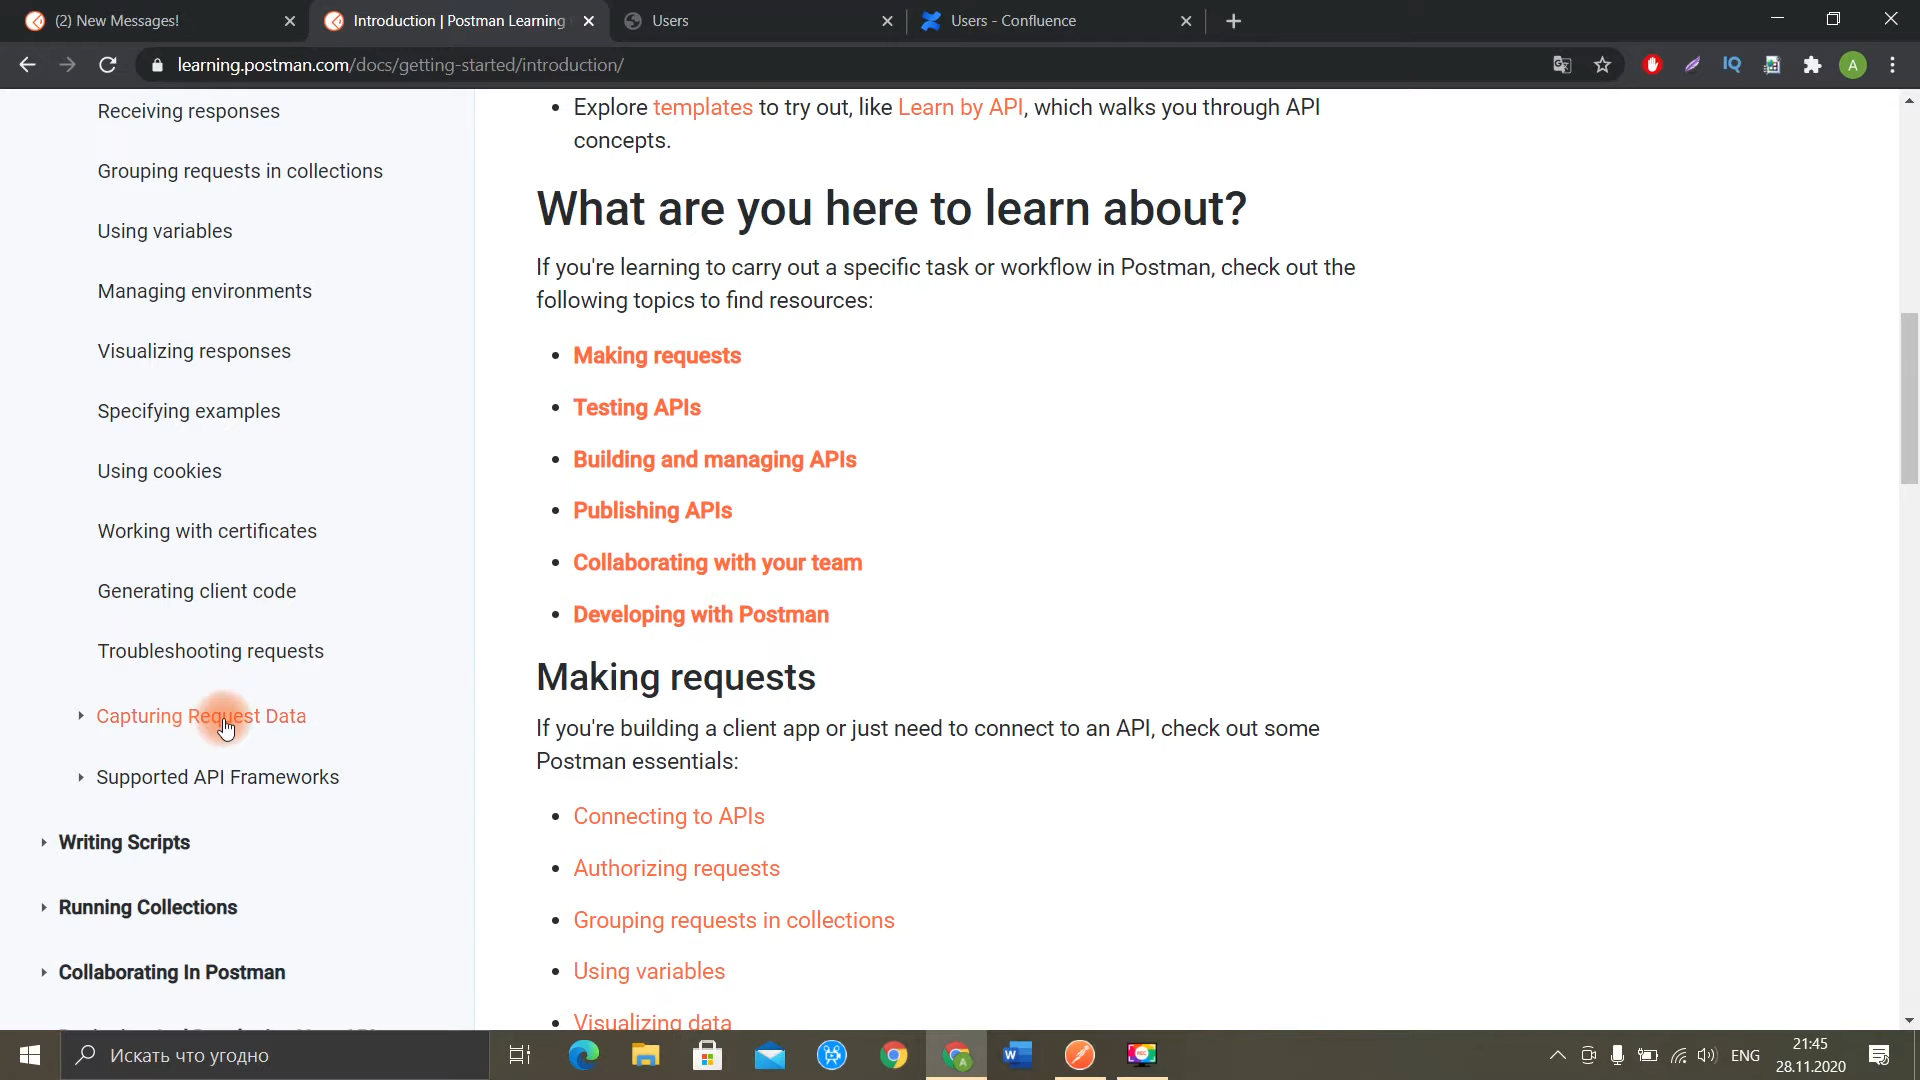 (2) New Messages!
Introduction | Postman Learning
Users
Users - Confluence
learning.postman.com/docs/getting-started/introduction/
IQ
A
Receiving responses
Grouping requests in collections
Using variables
Managing environments
Visualizing responses
Specifying examples
Using cookies
Working with certificates
Generating client code
Troubleshooting requests
Capturing Request Data
Supported API Frameworks
Writing Scripts
Running Collections
Collaborating In Postman
• Explore templates to try out, like Learn by API, which walks you through API
concepts.
What are you here to learn about?
If you're learning to carry out a specific task or workflow in Postman, check out the
following topics to find resources:
• Making requests
• Testing APIs
• Building and managing APIs
• Publishing APIs
• Collaborating with your team
• Developing with Postman
Making requests
If you're building a client app or just need to connect to an API, check out some
Postman essentials:
• Connecting to APIs
• Authorizing requests
• Grouping requests in collections
• Using variables
• Visualizing data
Искать что угодно
ENG
21:45
28.11.2020